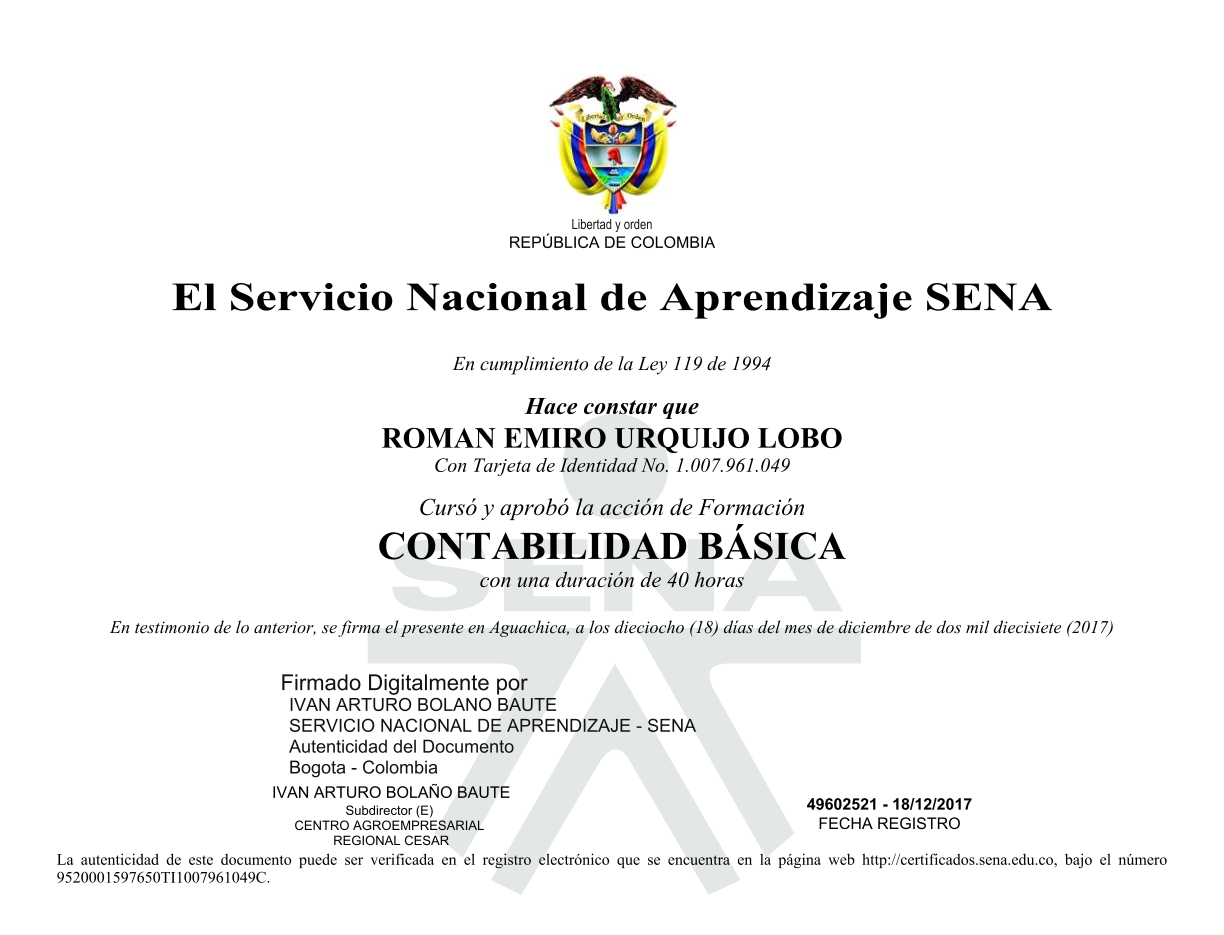 Libertad y Orden
Libertad y orden
REPÚBLICA DE COLOMBIA
El Servicio Nacional de Aprendizaje SENA
En cumplimiento de la Ley 119 de 1994
Hace constar que
ROMAN EMIRO URQUIJO LOBO
Con Tarjeta de Identidad No. 1.007.961.049
Cursó y aprobó la acción de Formación
CONTABILIDAD BÁSICA
SENA
con una duración de 40 horas
En testimonio de lo anterior, se firma el presente en Aguachica, a los dieciocho (18) días del mes de diciembre de dos mil diecisiete (2017)
Firmado Digitalmente por
IVAN ARTURO BOLANO BAUTE
SERVICIO NACIONAL DE APRENDIZAJE - SENA
Autenticidad del Documento
Bogota - Colombia
IVAN ARTURO BOLAÑO BAUTE
Subdirector (E)
CENTRO AGROEMPRESARIAL
REGIONAL CESAR
49602521 - 18/12/2017
FECHA REGISTRO
La autenticidad de este documento puede ser verificada en el registro electrónico que se encuentra en la página web http://certificados.sena.edu.co, bajo el número
9520001597650TI1007961049C.